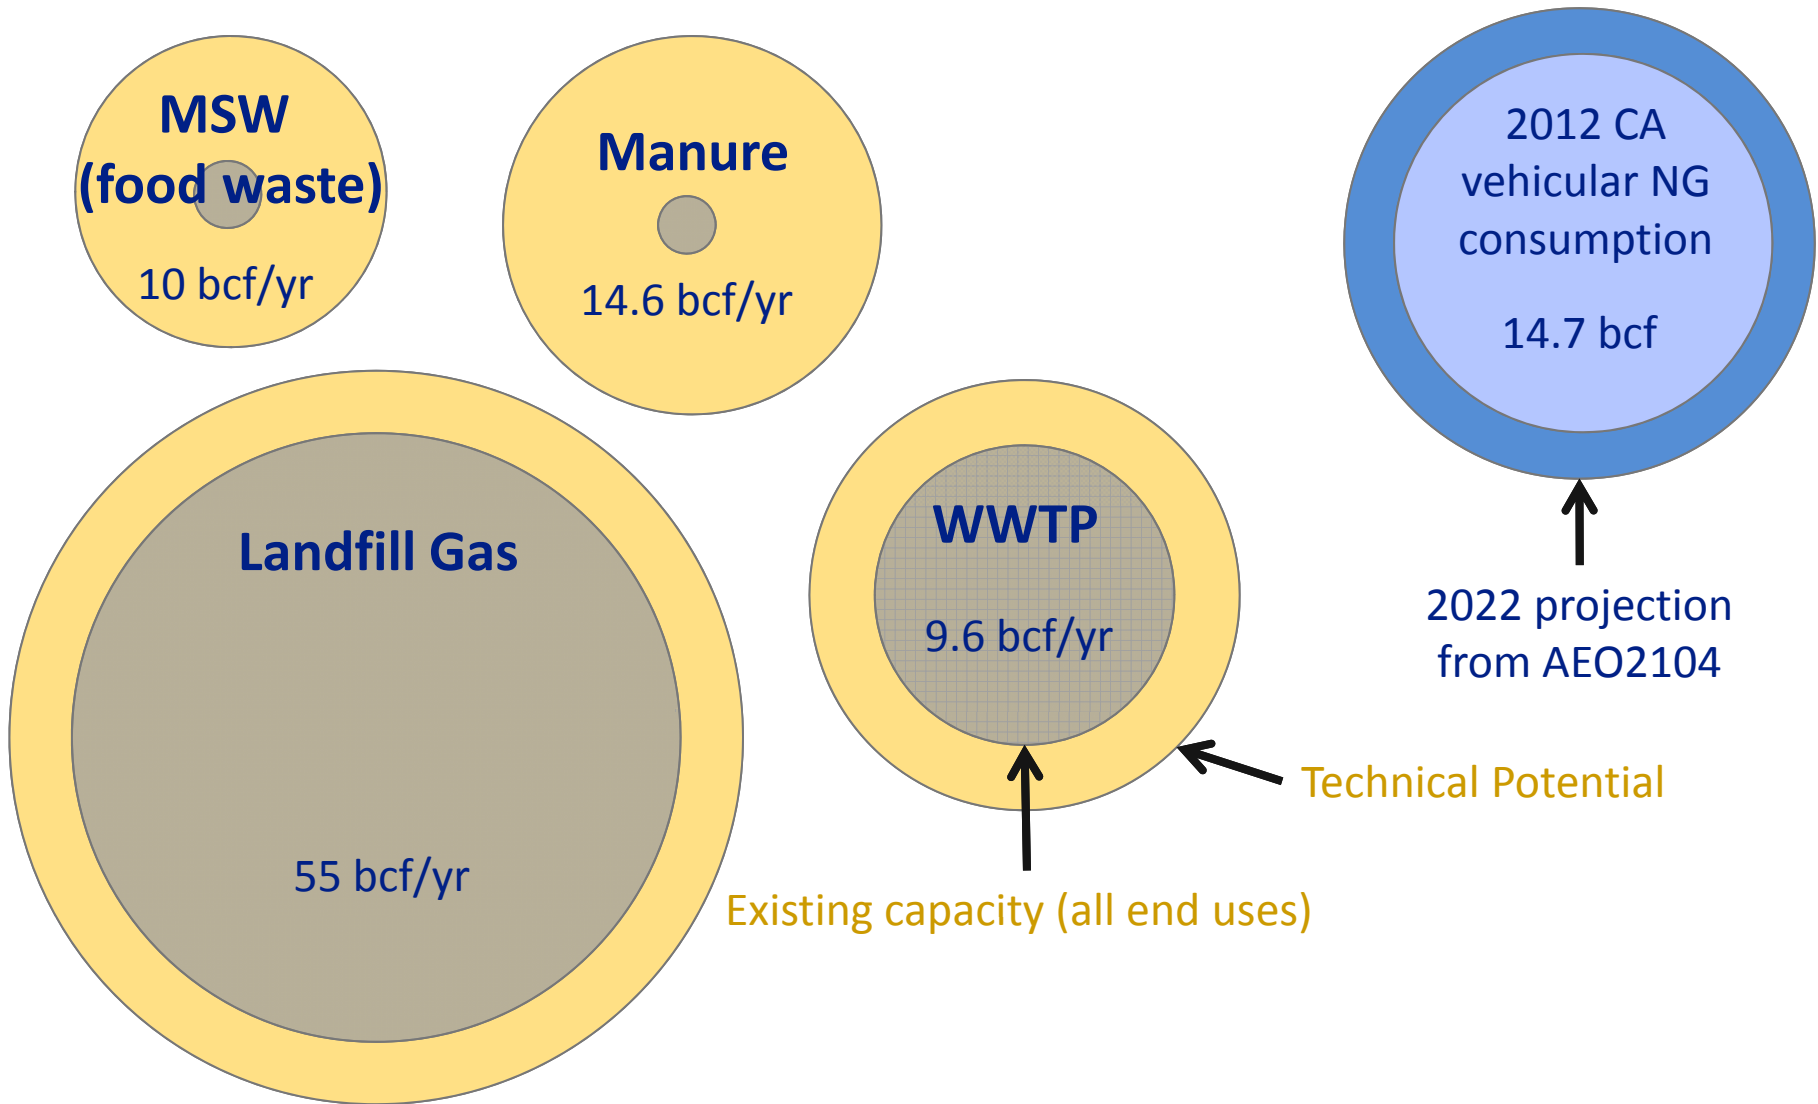 MSW
(food waste)
10 bcf/yr
Manure
14.6 bcf/yr
2012 CA
vehicular NG
consumption
14.7 bcf
2022 projection
from AEO2104
Landfill Gas
55 bcf/yr
WWTP
9.6 bcf/yr
Technical Potential
Existing capacity (all end uses)